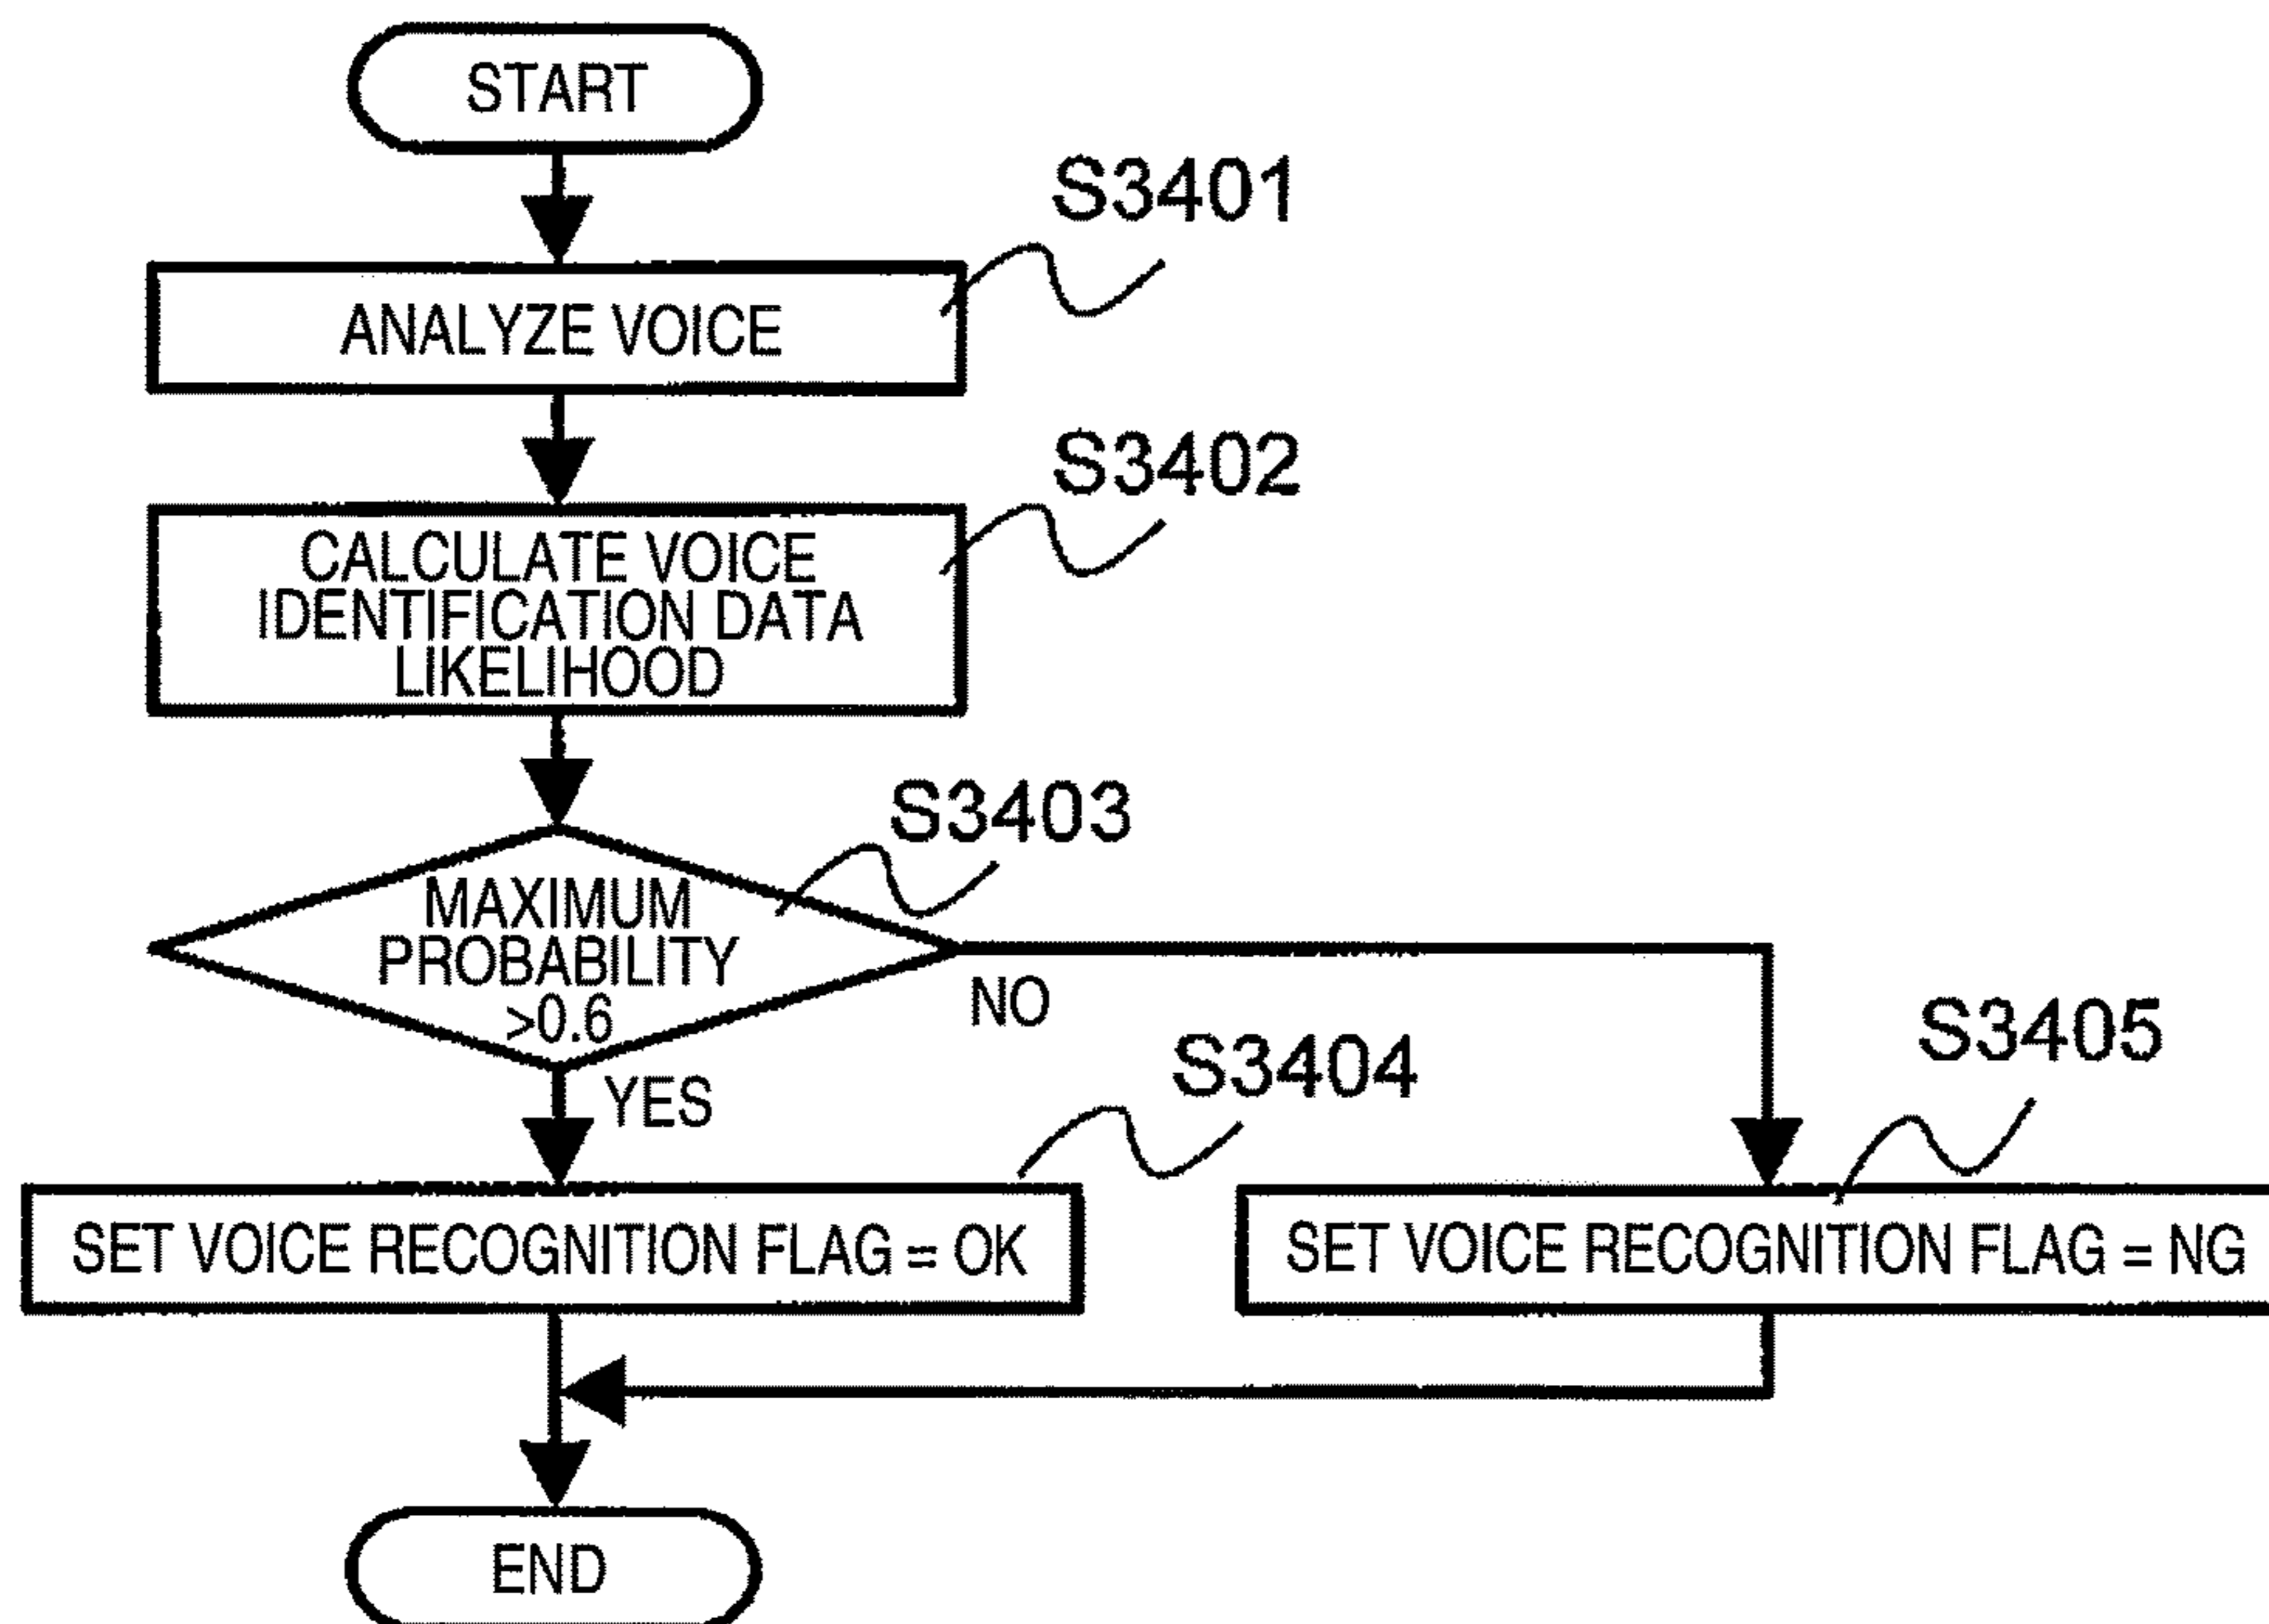 START
S3401
ANALYZE VOICE
S3402
CALCULATE VOICE
IDENTIFICATION DATA
LIKELIHOOD
S3403
MAXIMUM
PROBABILITY
>0.6
NO
YES
S3404
S3405
SET VOICE RECOGNITION FLAG = OK
SET VOICE RECOGNITION FLAG = NG
END